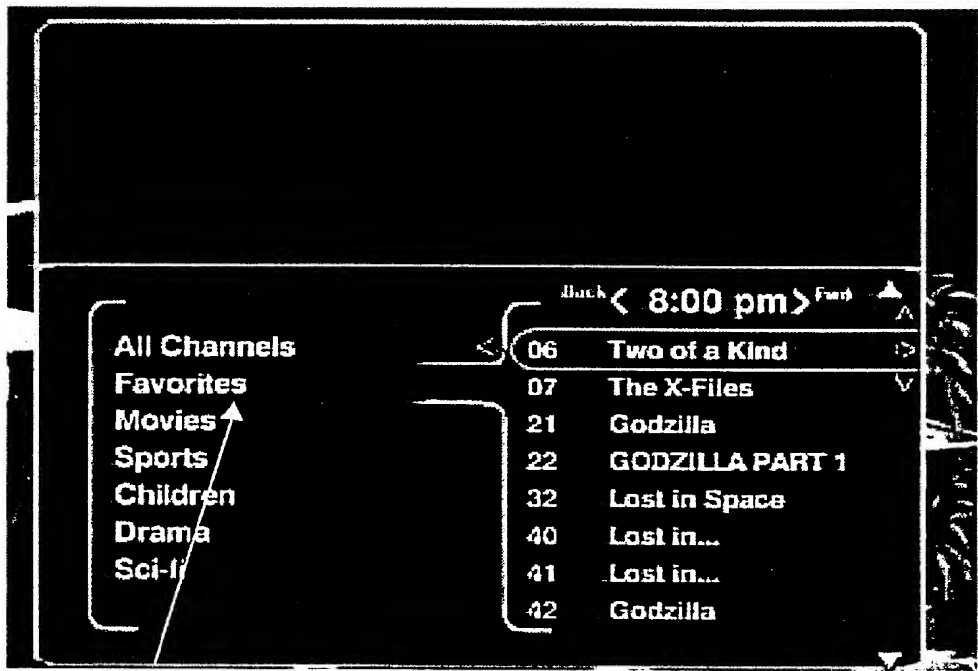 Back < 8:00 pm > Fwd
All Channels
Favorites
Movies
Sports
Children
Drama
Sci-fi
06 Two of a Kind
07 The X-Files
21 Godzilla
22 GODZILLA PART 1
32 Lost in Space
40 Lost in...
41 Lost in...
42 Godzilla